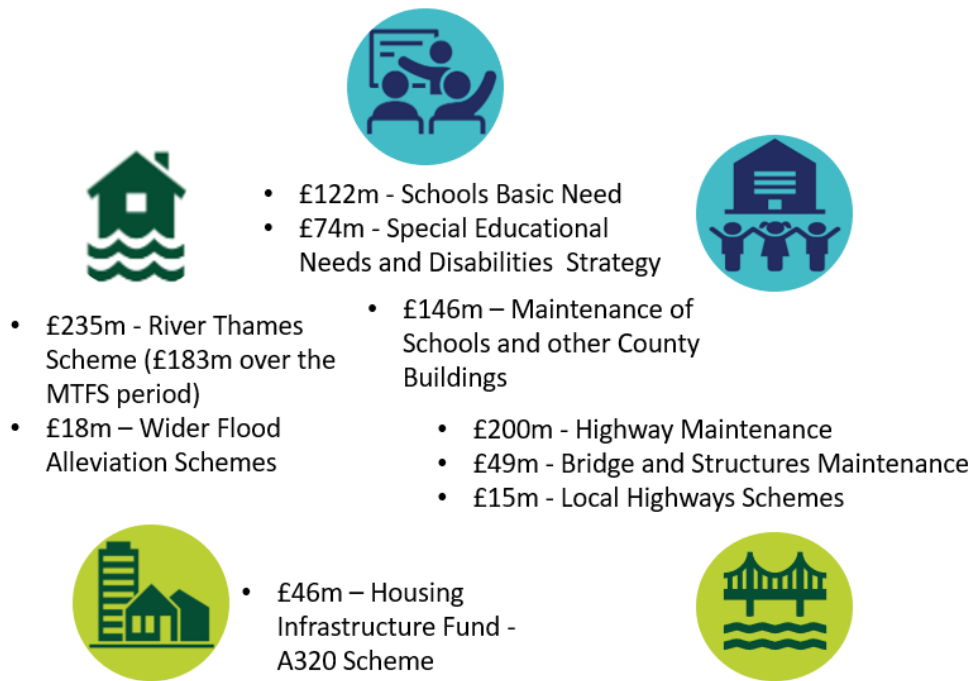 • £122m - Schools Basic Need
• £74m - Special Educational
Needs and Disabilities  Strategy
• £235m - River Thames
Scheme (£183m over the
MTFS period)
• £18m – Wider Flood
Alleviation Schemes
• £146m – Maintenance of
Schools and other County
Buildings
• £200m - Highway Maintenance
• £49m - Bridge and Structures Maintenance
• £15m - Local Highways Schemes
• £46m – Housing
Infrastructure Fund -
A320 Scheme